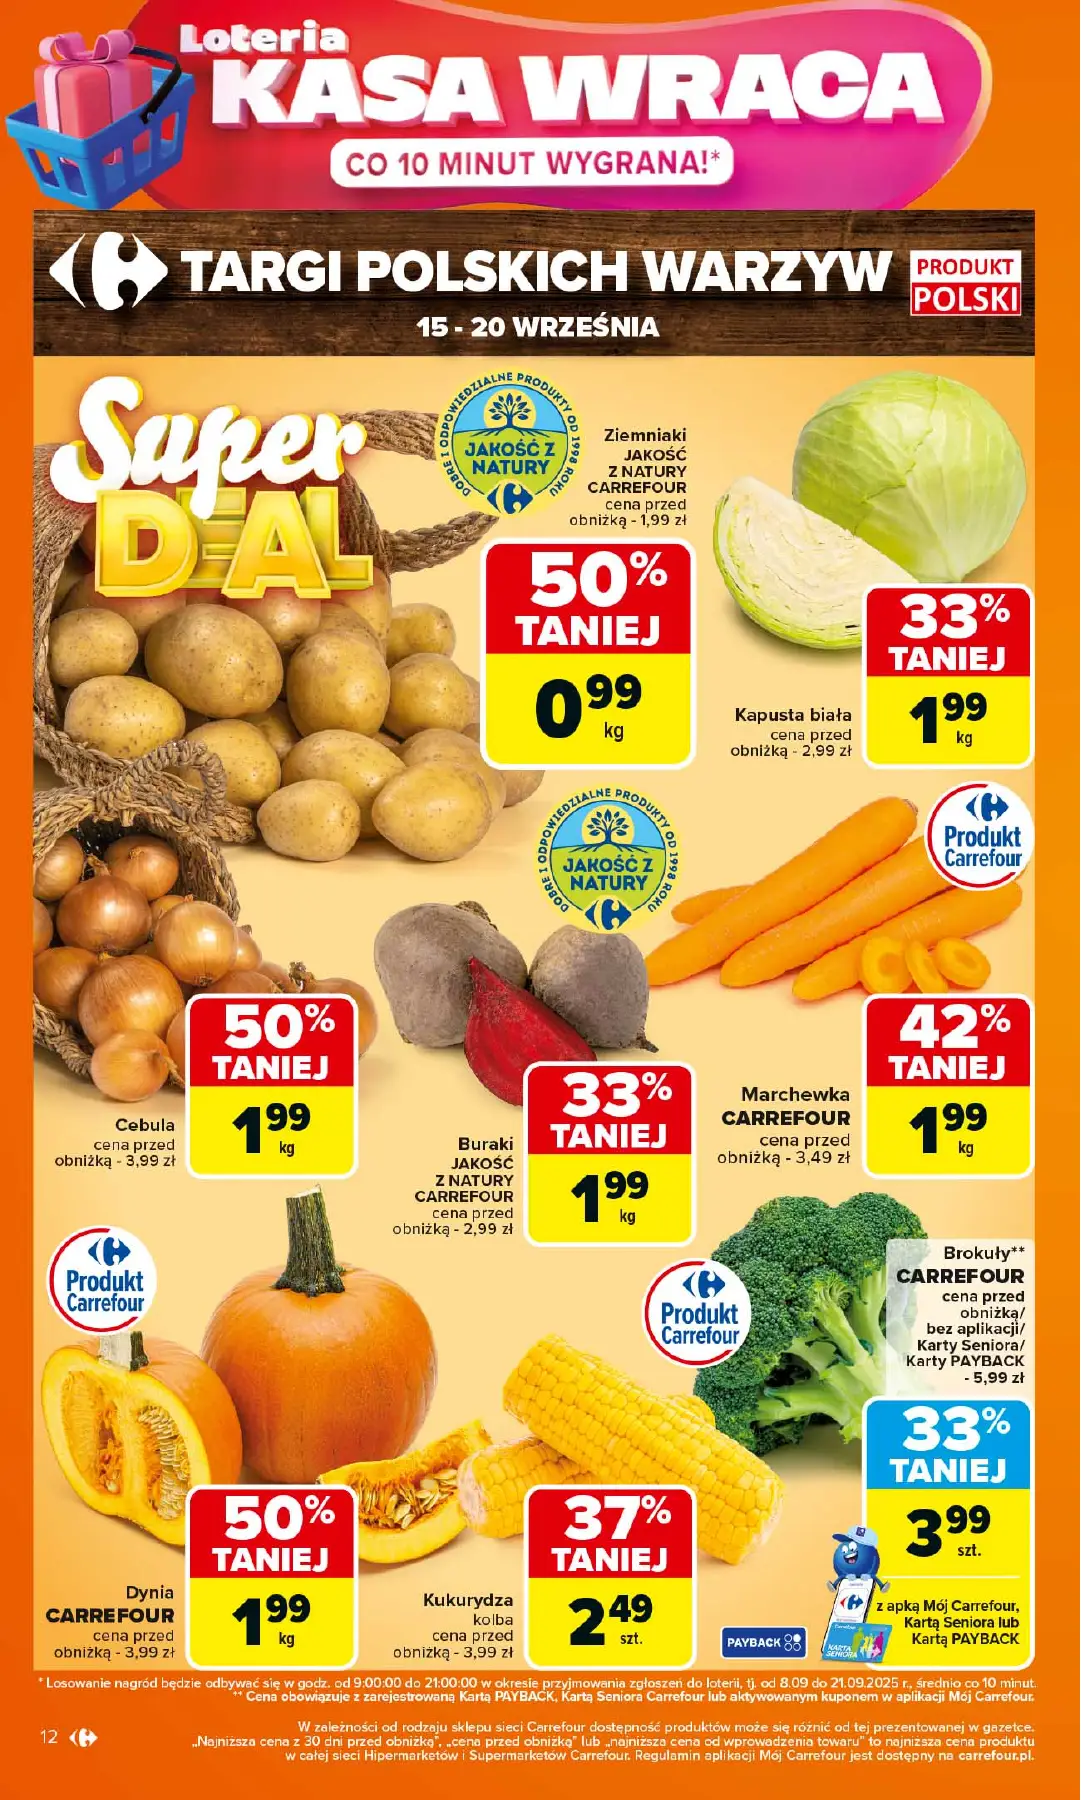 Loteria
KASA WRACA
CO 10 MINUT WYGRANA!*
TARGI POLSKICH WARZYW
15 - 20 WRZEŚNIA
PRODUKT
POLSKI
Super
DEAL
DOBRE I ODPOWIEDZIALNE PRODUKTY OD 1998 ROKU
JAKOŚĆ Z
NATURY
Ziemniaki
JAKOŚĆ
Z NATURY
CARREFOUR
cena przed
obniżką - 1,99 zł
50%
TANIEJ
0 99
kg
33%
TANIEJ
1 99
kg
Kapusta biała
cena przed
obniżką - 2,99 zł
DOBRE I ODPOWIEDZIALNE PRODUKTY OD 1998 ROKU
JAKOŚĆ Z
NATURY
Produkt
Carrefour
50%
TANIEJ
1 99
kg
Cebula
cena przed
obniżką - 3,99 zł
33%
TANIEJ
1 99
kg
Buraki
JAKOŚĆ
Z NATURY
CARREFOUR
cena przed
obniżką - 2,99 zł
Marchewka
CARREFOUR
cena przed
obniżką - 3,49 zł
42%
TANIEJ
1 99
kg
Produkt
Carrefour
Produkt
Carrefour
Brokuły**
CARREFOUR
cena przed
obniżką/
bez aplikacji/
Karty Seniora/
Karty PAYBACK
- 5,99 zł
33%
TANIEJ
3 99
szt.
z apką Mój Carrefour,
Kartą Seniora lub
Kartą PAYBACK
PAYBACK
KARTA
SENIORA
50%
TANIEJ
1 99
kg
Dynia
CARREFOUR
cena przed
obniżką - 3,99 zł
37%
TANIEJ
2 49
szt.
Kukurydza
kolba
cena przed
obniżką - 3,99 zł
* Losowanie nagród będzie odbywać się w godz. od 9:00:00 do 21:00:00 w okresie przyjmowania zgłoszeń do loterii, tj. od 8.09 do 21.09.2025 r., średnio co 10 minut.
** Cena obowiązuje z zarejestrowaną Kartą PAYBACK, Kartą Seniora Carrefour lub aktywowanym kuponem w aplikacji Mój Carrefour.
12
W zależności od rodzaju sklepu sieci Carrefour dostępność produktów może się różnić od tej prezentowanej w gazetce.
„Najniższa cena z 30 dni przed obniżką”, „cena przed obniżką” lub „najniższa cena od wprowadzenia towaru” to najniższa cena produktu
w całej sieci Hipermarketów i Supermarketów Carrefour. Regulamin aplikacji Mój Carrefour jest dostępny na carrefour.pl.